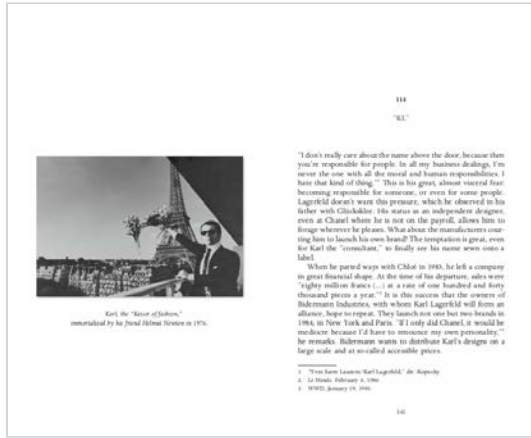 Karl, the "Kaiser of fashion,"
immortalized by his friend Helmut Newton in 1976.
114
"KL"
"I don't really care about the name above the door, because then
you're responsible for people. In all my business dealings, I'm
never the one with all the moral and human responsibilities. I
hate that kind of thing."¹ This is his great, almost visceral fear:
becoming responsible for someone, or even for some people.
Lagerfeld doesn't want this pressure, which he observed in his
father with Glücksklee. His status as an independent designer,
even at Chanel where he is not on the payroll, allows him to
forage wherever he pleases. What about the manufacturers cour-
ting him to launch his own brand? The temptation is great, even
for Karl the "consultant," to finally see his name sewn onto a
label.
When he parted ways with Chloé in 1983, he left a company
in great financial shape. At the time of his departure, sales were
"eighty million francs (...) at a rate of one hundred and forty
thousand pieces a year."² It is this success that the owners of
Bidermann Industries, with whom Karl Lagerfeld will form an
alliance, hope to repeat. They launch not one but two brands in
1984, in New York and Paris. "If I only did Chanel, it would be
mediocre because I'd have to renounce my own personality,"³
he remarks. Bidermann wants to distribute Karl's designs on a
large scale and at so-called accessible prices.
1. "Yves Saint Laurent/Karl Lagerfeld," dir. Kopecky.
2. Le Monde, February 4, 1984.
3. WWD, January 19,